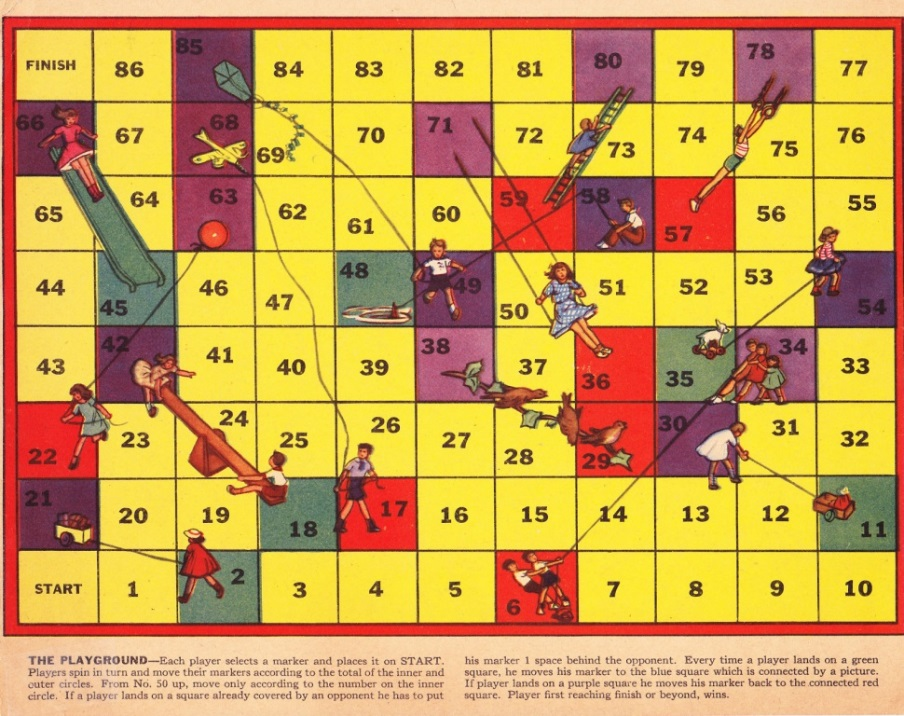 FINISH 86 85 84 83 82 81 80 79 78 77
66 67 68 69 70 71 72 73 74 75 76
65 64 63 62 61 60 59 58 57 56 55
44 45 46 47 48 49 50 51 52 53 54
43 42 41 40 39 38 37 36 35 34 33
22 23 24 25 26 27 28 29 30 31 32
21 20 19 18 17 16 15 14 13 12 11
START 1 2 3 4 5 6 7 8 9 10
THE PLAYGROUND—Each player selects a marker and places it on START.
Players spin in turn and move their markers according to the total of the inner and
outer circles. From No. 50 up, move only according to the number on the inner
circle. If a player lands on a square already covered by an opponent he has to put
his marker 1 space behind the opponent. Every time a player lands on a green
square, he moves his marker to the blue square which is connected by a picture.
If player lands on a purple square he moves his marker back to the connected red
square. Player first reaching finish or beyond, wins.